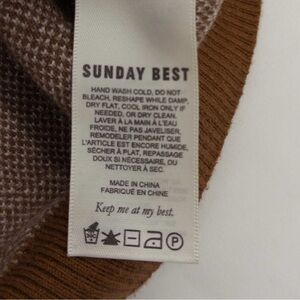 SUNDAY BEST
HAND WASH COLD, DO NOT
BLEACH, RESHAPE WHILE DAMP,
DRY FLAT, COOL IRON ONLY IF
NEEDED, OR DRY CLEAN.
LAVER À LA MAIN À L'EAU
FROIDE, NE PAS JAVELISER,
REMODELER PENDANT QUE
L'ARTICLE EST ENCORE HUMIDE,
SÉCHER À PLAT, REPASSAGE
DOUX SI NÉCESSAIRE, OU
NETTOYER À SEC.
MADE IN CHINA
FABRIQUÉ EN CHINE
Keep me at my best.
P